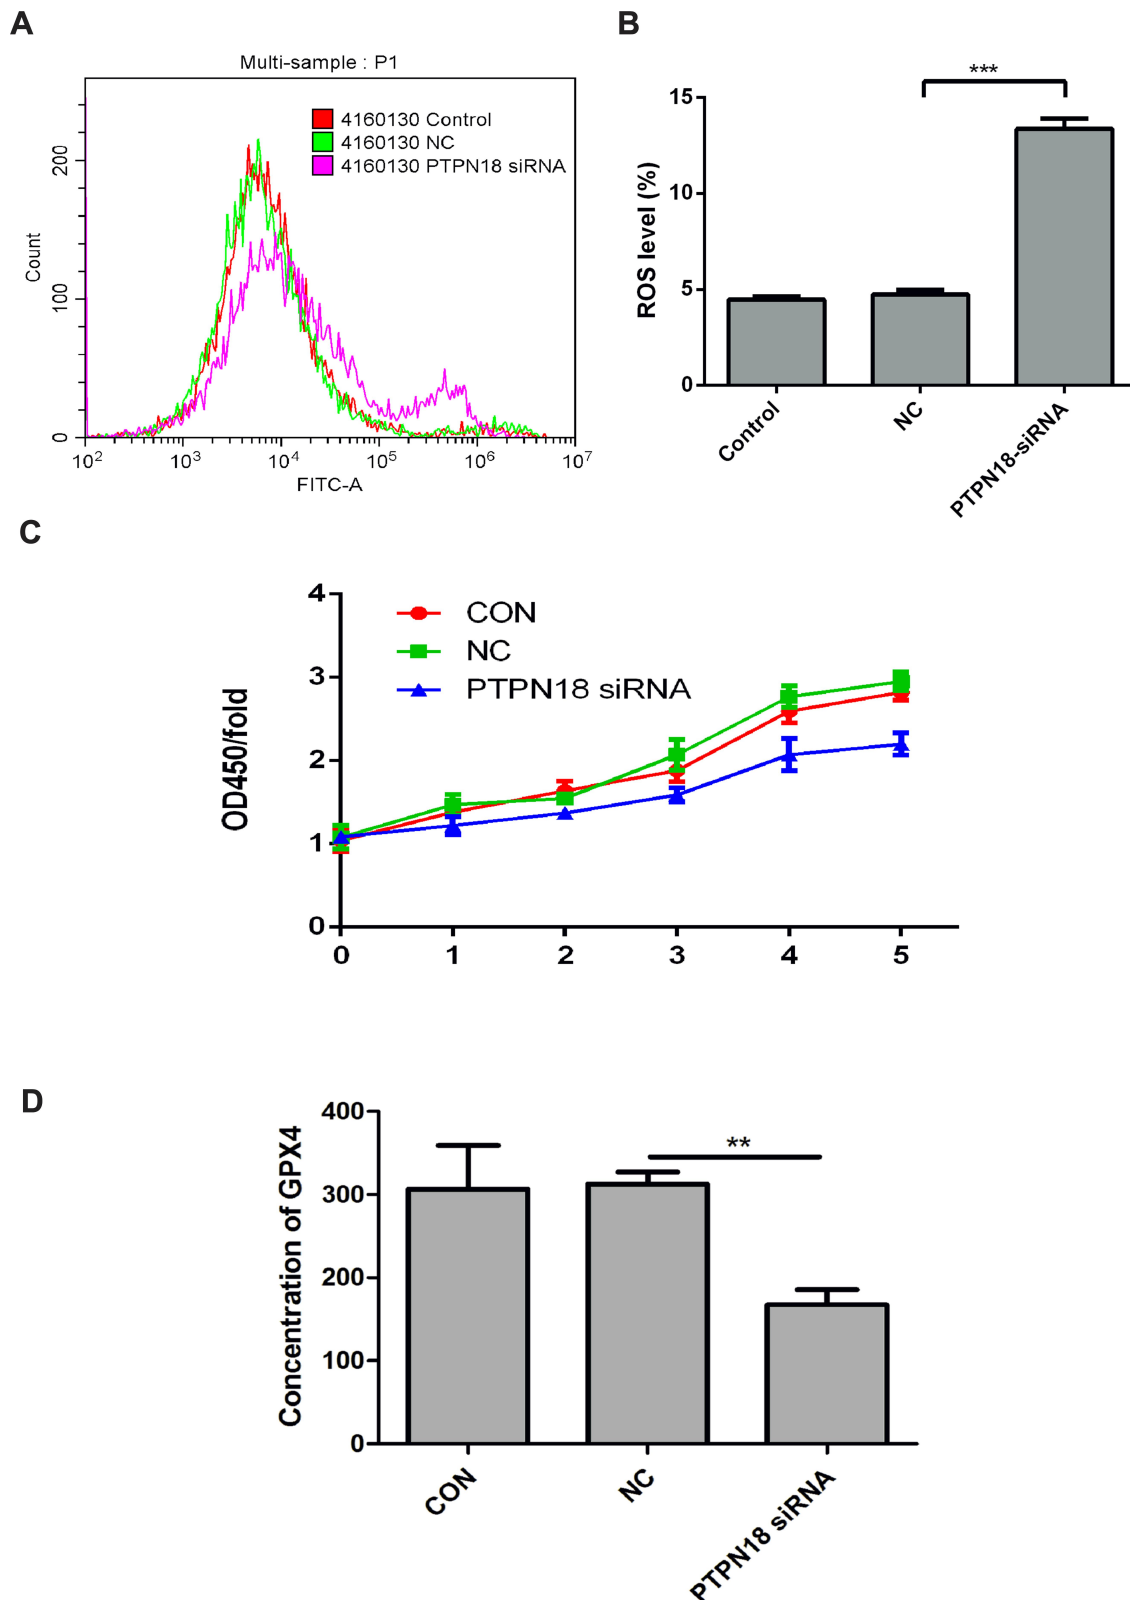 A
Multi-sample : P1
4160130 Control
4160130 NC
4160130 PTPN18 siRNA
Count
200
100
0
10^2 10^3 10^4 10^5 10^6 10^7
FITC-A
B
***
ROS level (%)
15
10
5
0
Control
NC
PTPN18-siRNA
C
CON
NC
PTPN18 siRNA
OD450/fold
4
3
2
1
0
0 1 2 3 4 5
D
**
Concentration of GPX4
400
300
200
100
0
CON
NC
PTPN18 siRNA